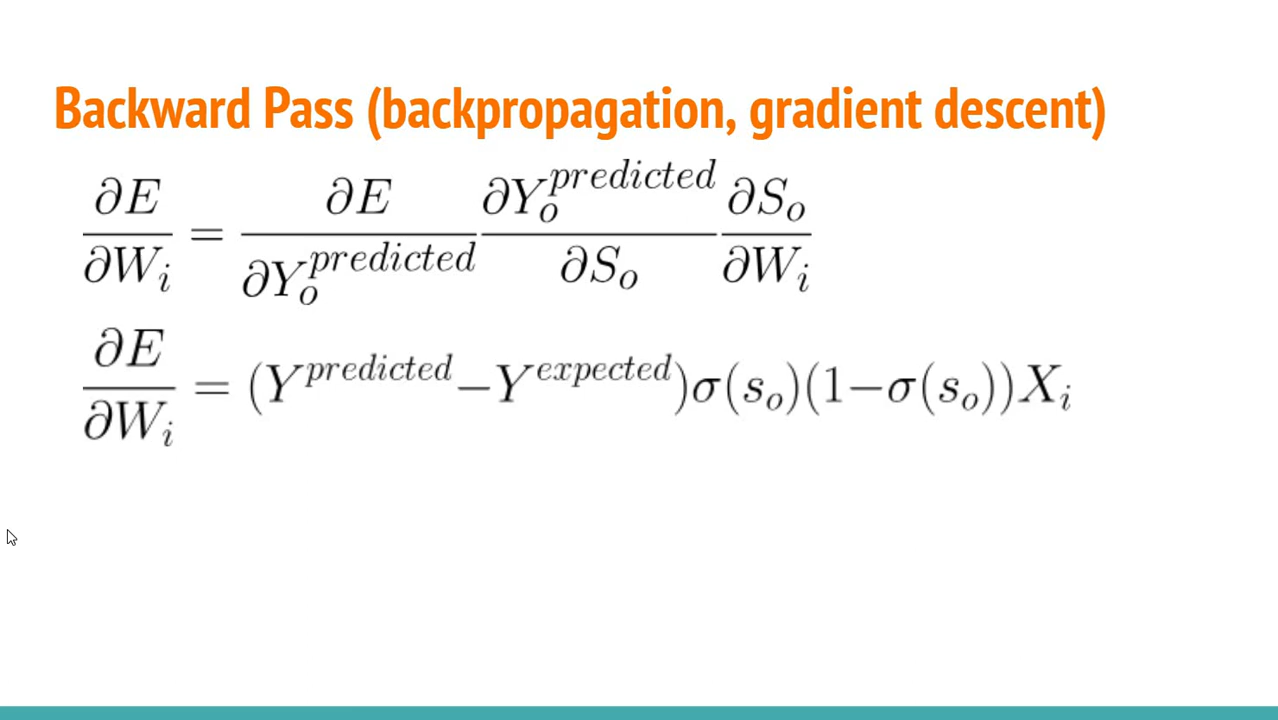 Backward Pass (backpropagation, gradient descent)
∂E/∂W_i = ∂E/∂Y_o^{predicted} ∂Y_o^{predicted}/∂S_o ∂S_o/∂W_i
∂E/∂W_i = (Y^{predicted}−Y^{expected})σ(s_o)(1−σ(s_o))X_i